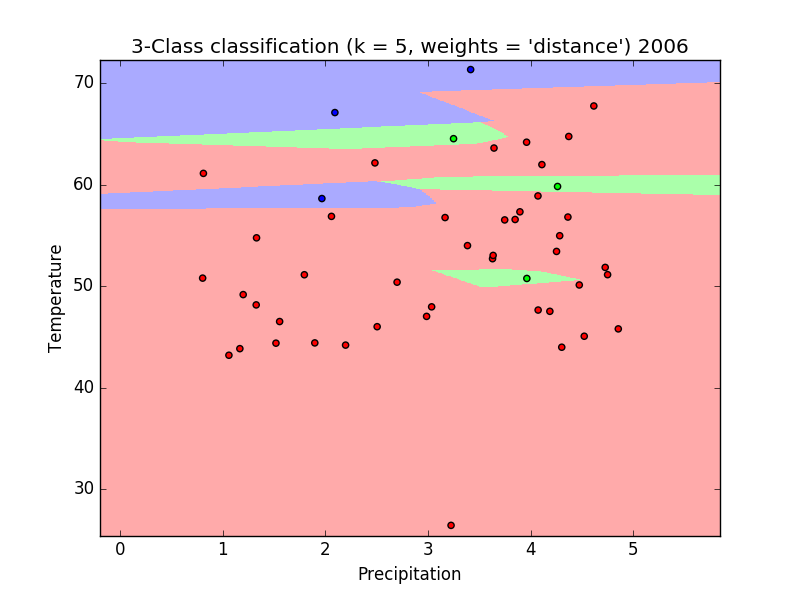 3-Class classification (k = 5, weights = 'distance') 2006
70
60
50
40
30
Temperature
0 1 2 3 4 5
Precipitation